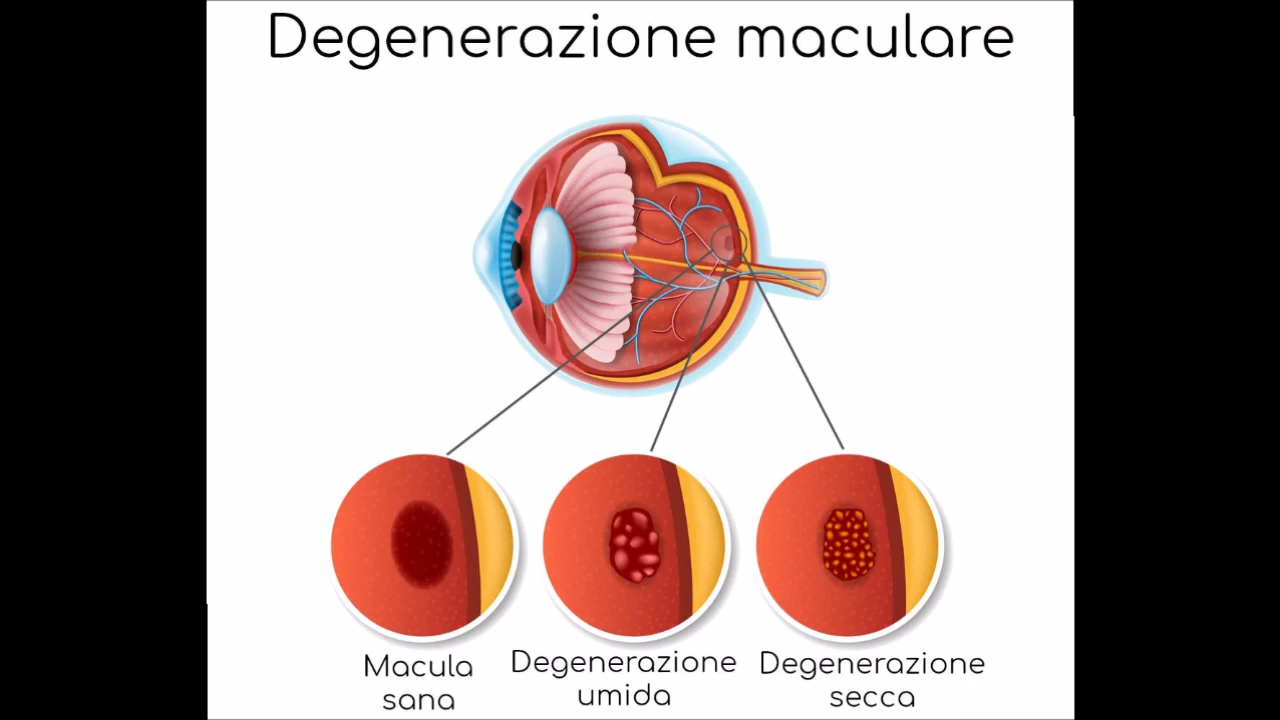 Degenerazione maculare
Macula
sana
Degenerazione
umida
Degenerazione
secca